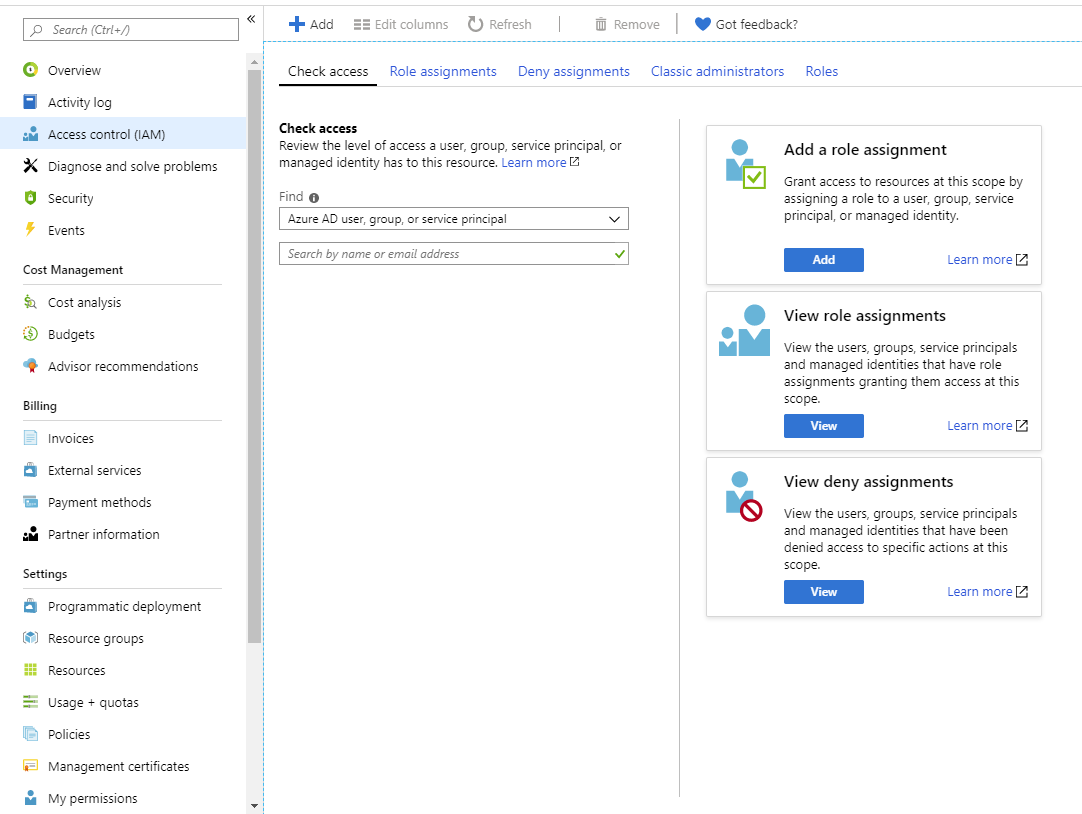 Search (Ctrl+/)
«
Overview
Activity log
Access control (IAM)
Diagnose and solve problems
Security
Events
Cost Management
Cost analysis
Budgets
Advisor recommendations
Billing
Invoices
External services
Payment methods
Partner information
Settings
Programmatic deployment
Resource groups
Resources
Usage + quotas
Policies
Management certificates
My permissions
Add Edit columns Refresh Remove Got feedback?
Check access Role assignments Deny assignments Classic administrators Roles
Check access
Review the level of access a user, group, service principal, or
managed identity has to this resource. Learn more
Find
Azure AD user, group, or service principal
Search by name or email address
Add a role assignment
Grant access to resources at this scope by
assigning a role to a user, group, service
principal, or managed identity.
Add Learn more
View role assignments
View the users, groups, service principals
and managed identities that have role
assignments granting them access at this
scope.
View Learn more
View deny assignments
View the users, groups, service principals
and managed identities that have been
denied access to specific actions at this
scope.
View Learn more